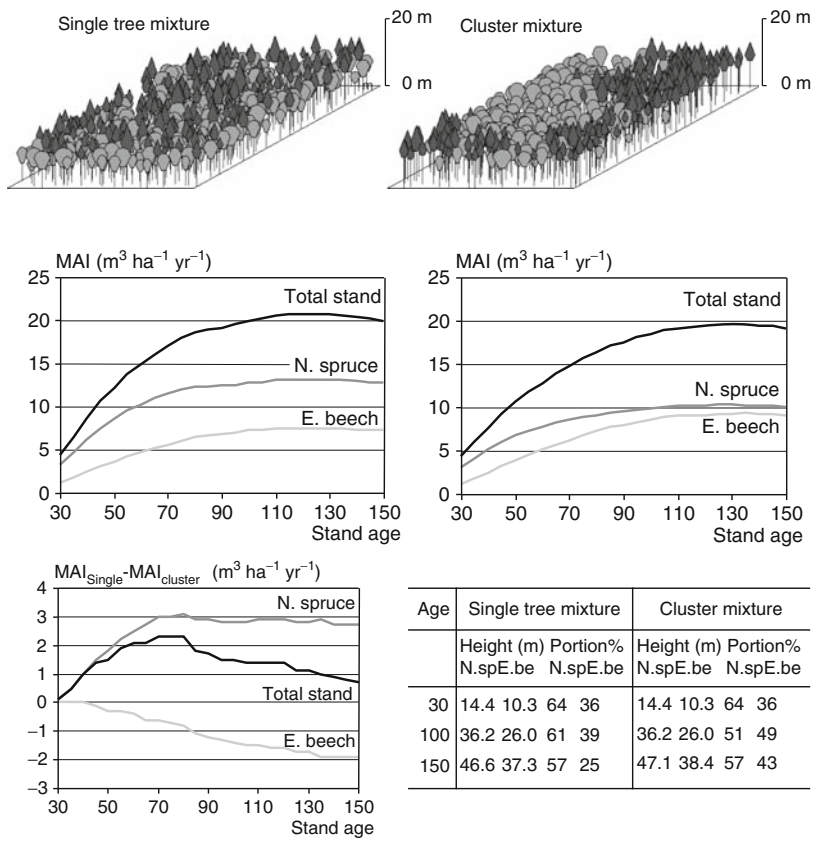 Single tree mixture
20 m
0 m
Cluster mixture
20 m
0 m
MAI (m³ ha⁻¹ yr⁻¹)
25
20
15
10
5
0
Total stand
N. spruce
E. beech
30 50 70 90 110 130 150
Stand age
MAI (m³ ha⁻¹ yr⁻¹)
25
20
15
10
5
0
Total stand
N. spruce
E. beech
30 50 70 90 110 130 150
Stand age
MAI_Single-MAI_cluster (m³ ha⁻¹ yr⁻¹)
4
3
2
1
0
−1
−2
−3
N. spruce
Total stand
E. beech
30 50 70 90 110 130 150
Stand age
Age Single tree mixture Cluster mixture
Height (m) Portion% Height (m) Portion%
N.spE.be N.spE.be N.spE.be N.spE.be
30 14.4 10.3 64 36 14.4 10.3 64 36
100 36.2 26.0 61 39 36.2 26.0 51 49
150 46.6 37.3 57 25 47.1 38.4 57 43